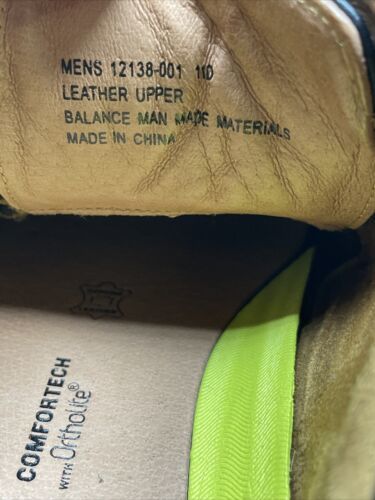 MENS 12138-001 11D
LEATHER UPPER
BALANCE MAN MADE MATERIALS
MADE IN CHINA
COMFORTECH
WITH Ortholite®